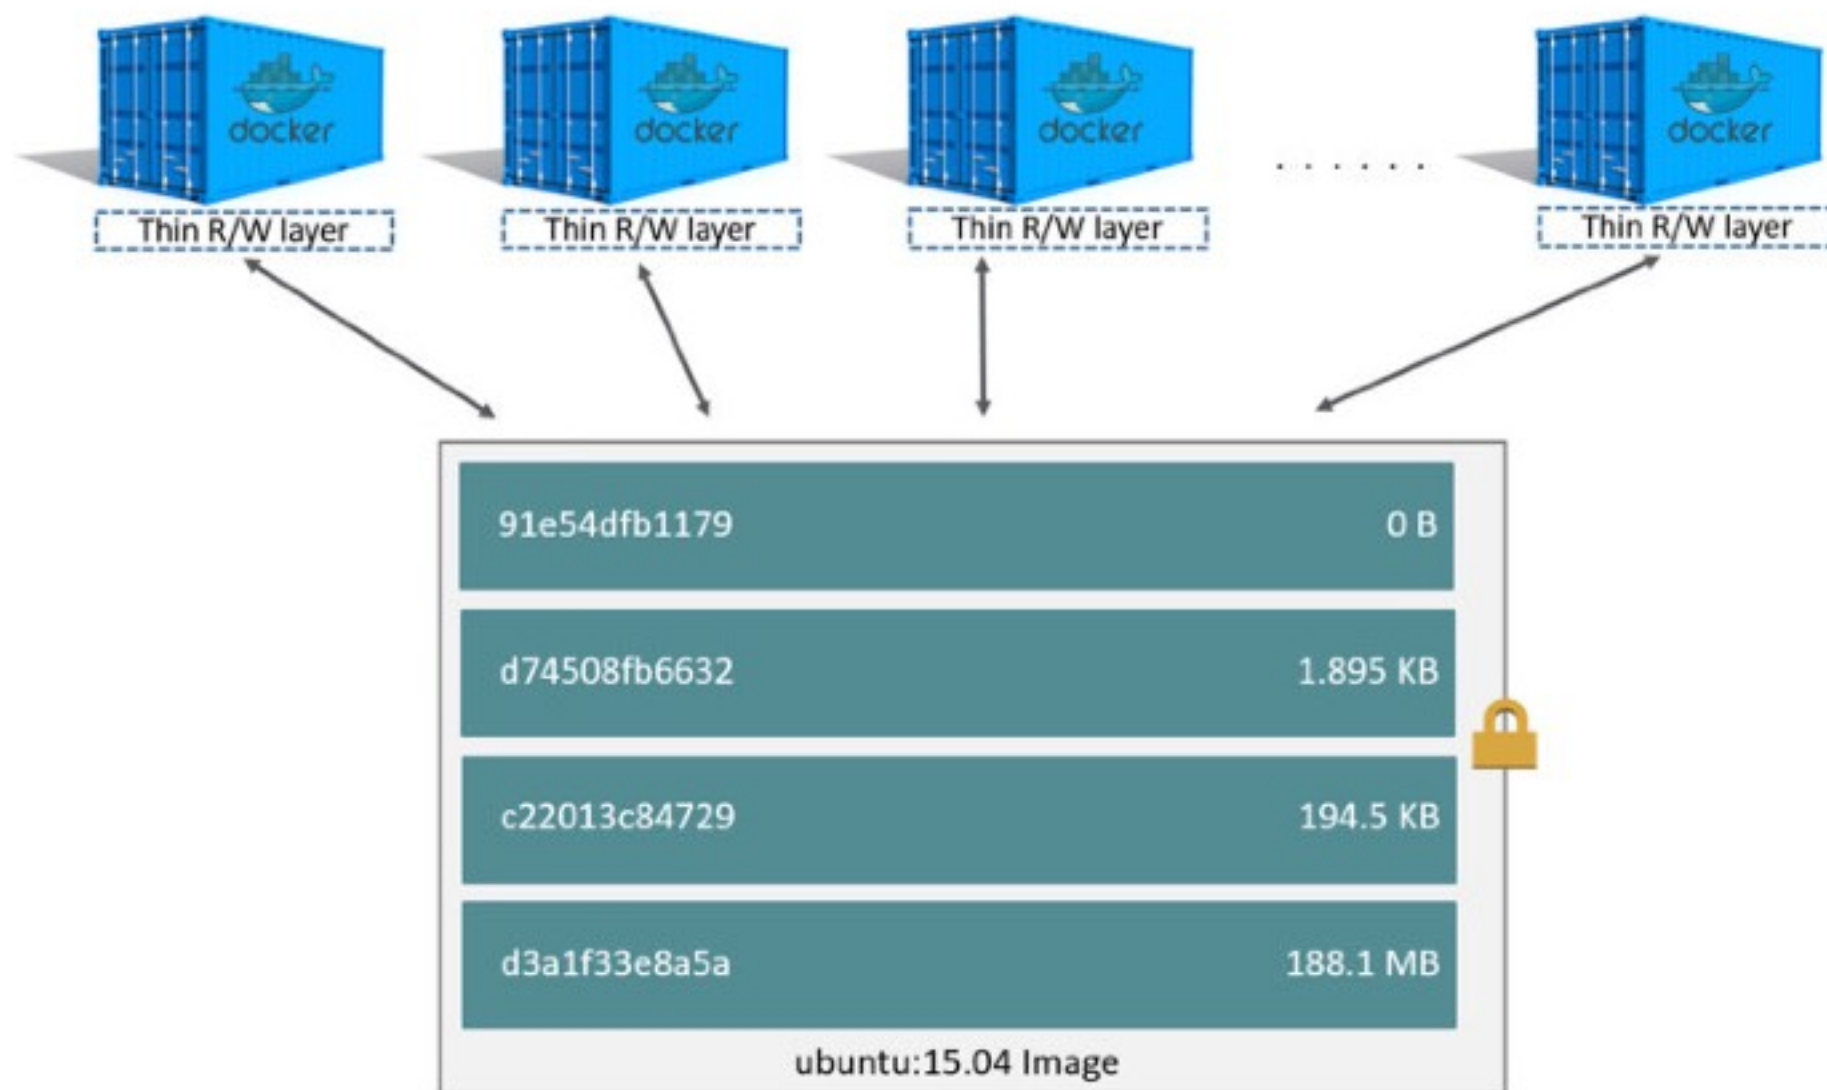 docker
docker
docker
docker
Thin R/W layer
Thin R/W layer
Thin R/W layer
. . . . . .
Thin R/W layer
91e54dfb1179 0 B
d74508fb6632 1.895 KB
c22013c84729 194.5 KB
d3a1f33e8a5a 188.1 MB
ubuntu:15.04 Image